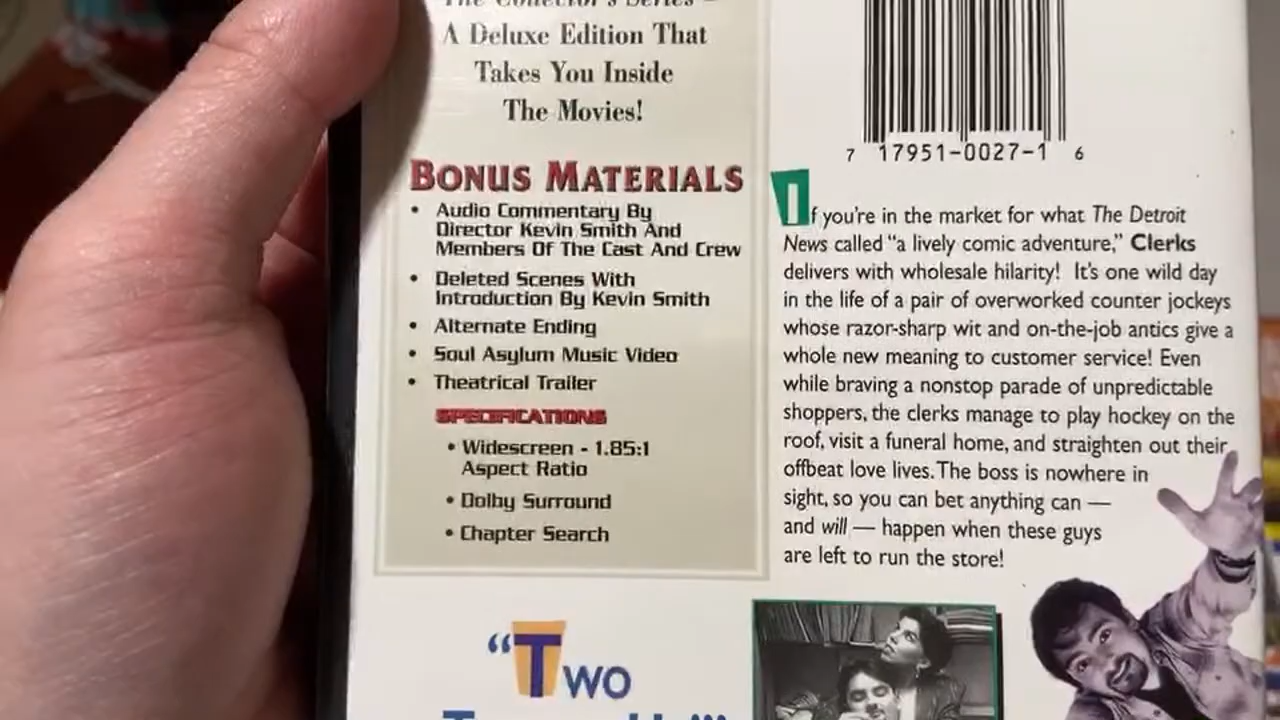 The Collector's Series –
A Deluxe Edition That
Takes You Inside
The Movies!
BONUS MATERIALS
• Audio Commentary By
Director Kevin Smith And
Members Of The Cast And Crew
• Deleted Scenes With
Introduction By Kevin Smith
• Alternate Ending
• Soul Asylum Music Video
• Theatrical Trailer
SPECIFICATIONS
• Widescreen - 1.85:1
Aspect Ratio
• Dolby Surround
• Chapter Search
“TWO
7 17951-0027-1 6
If you're in the market for what The Detroit
News called “a lively comic adventure,” Clerks
delivers with wholesale hilarity! It's one wild day
in the life of a pair of overworked counter jockeys
whose razor-sharp wit and on-the-job antics give a
whole new meaning to customer service! Even
while braving a nonstop parade of unpredictable
shoppers, the clerks manage to play hockey on the
roof, visit a funeral home, and straighten out their
offbeat love lives. The boss is nowhere in
sight, so you can bet anything can —
and will — happen when these guys
are left to run the store!